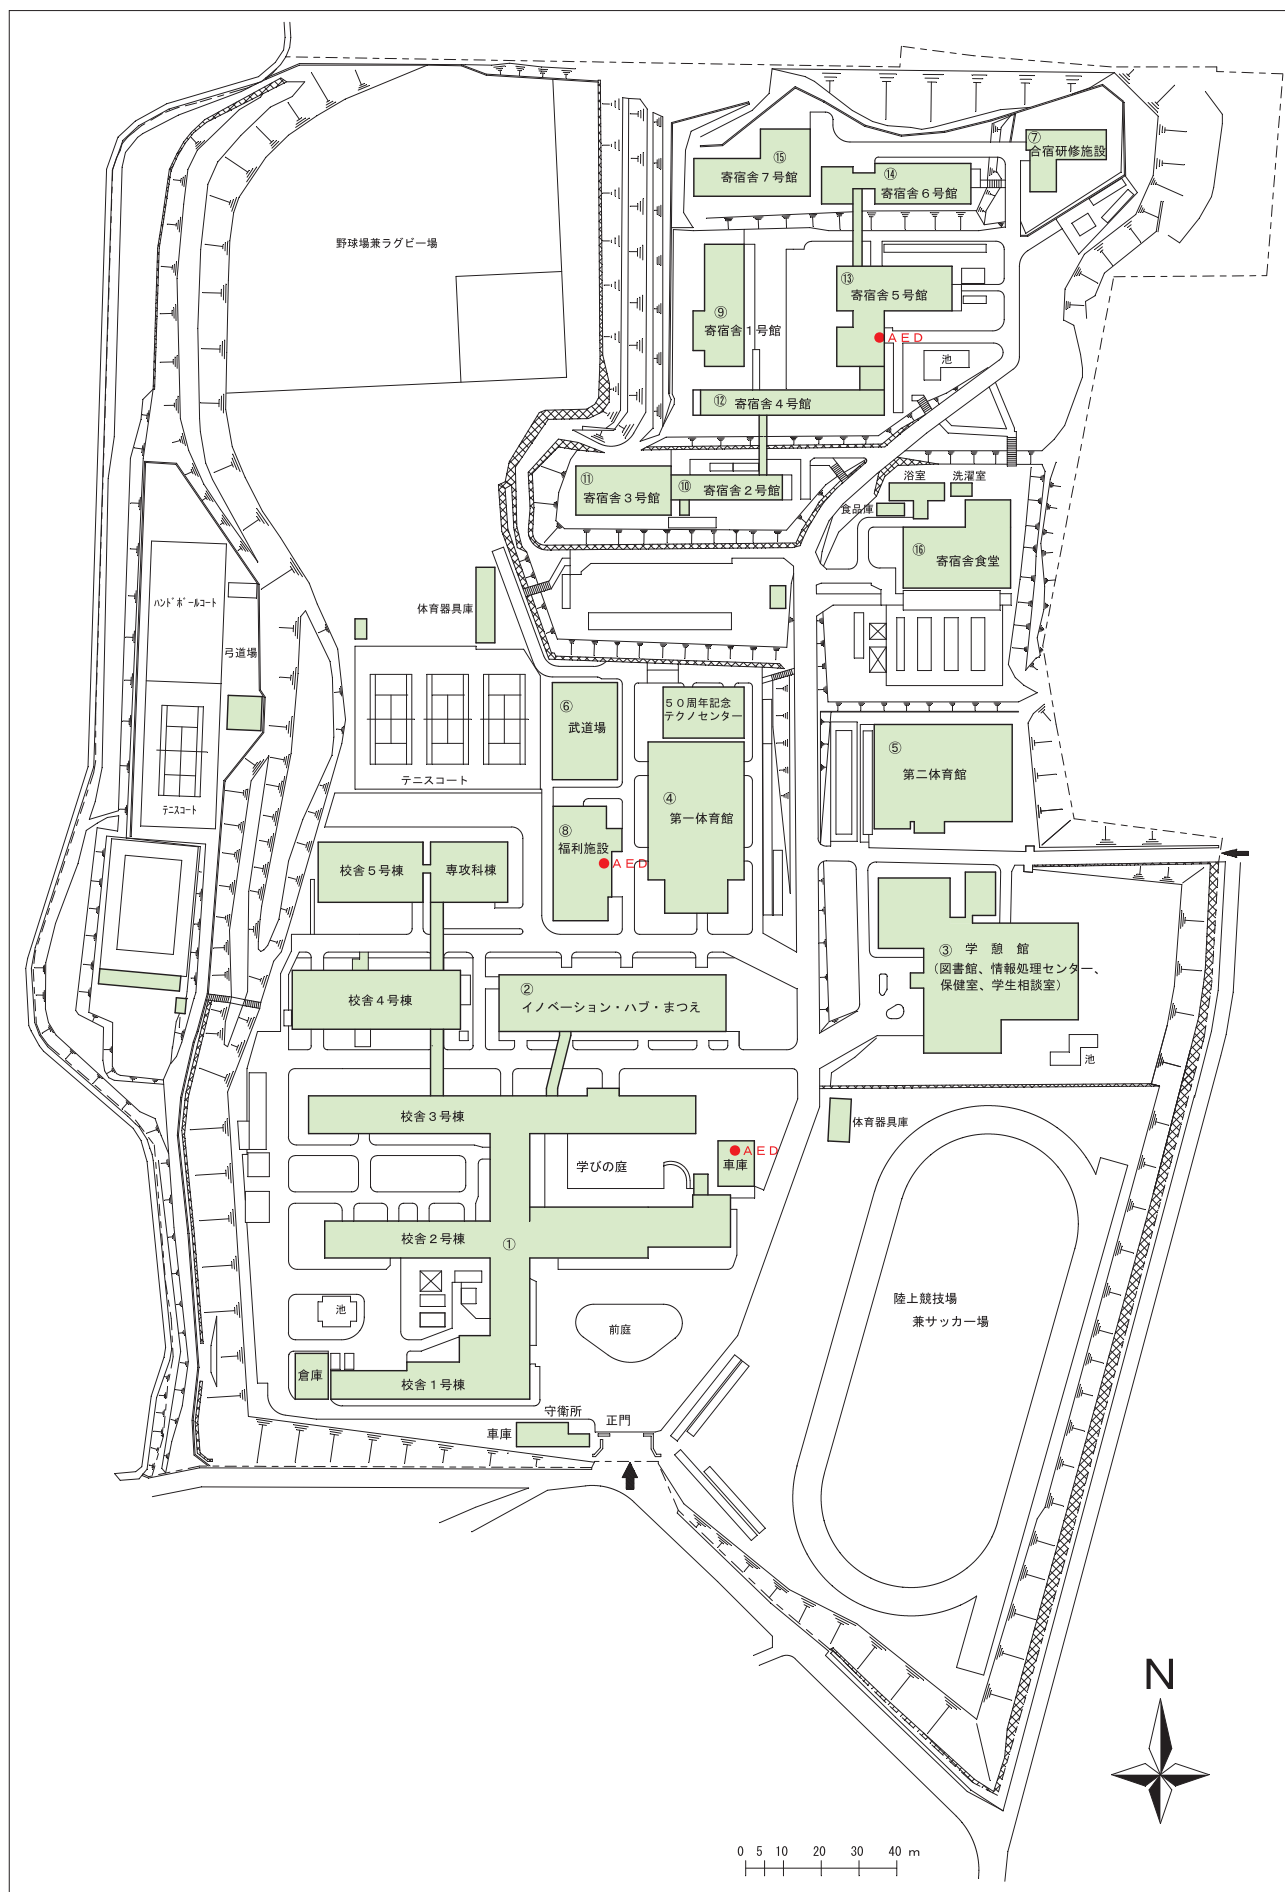 ⑦
合宿研修施設
⑮
寄宿舎７号館
⑭
寄宿舎６号館
野球場兼ラグビー場
⑬
寄宿舎５号館
⑨
寄宿舎１号館
ＡＥＤ
池
⑫ 寄宿舎４号館
浴室 洗濯室
⑪
寄宿舎３号館
⑩ 寄宿舎２号館
食品庫
⑯
寄宿舎食堂
ハンドボールコート
体育器具庫
弓道場
⑥
武道場
５０周年記念
テクノセンター
⑤
第二体育館
テニスコート
テニスコート
④
第一体育館
⑧
福利施設
ＡＥＤ
校舎５号棟
専攻科棟
③ 学 憩 館
（図書館、情報処理センター、
保健室、学生相談室）
校舎４号棟
②
イノベーション・ハブ・まつえ
池
校舎３号棟
体育器具庫
ＡＥＤ
車庫
学びの庭
校舎２号棟
①
池
前庭
陸上競技場
兼サッカー場
倉庫
校舎１号棟
守衛所
正門
車庫
N
0 5 10 20 30 40 m